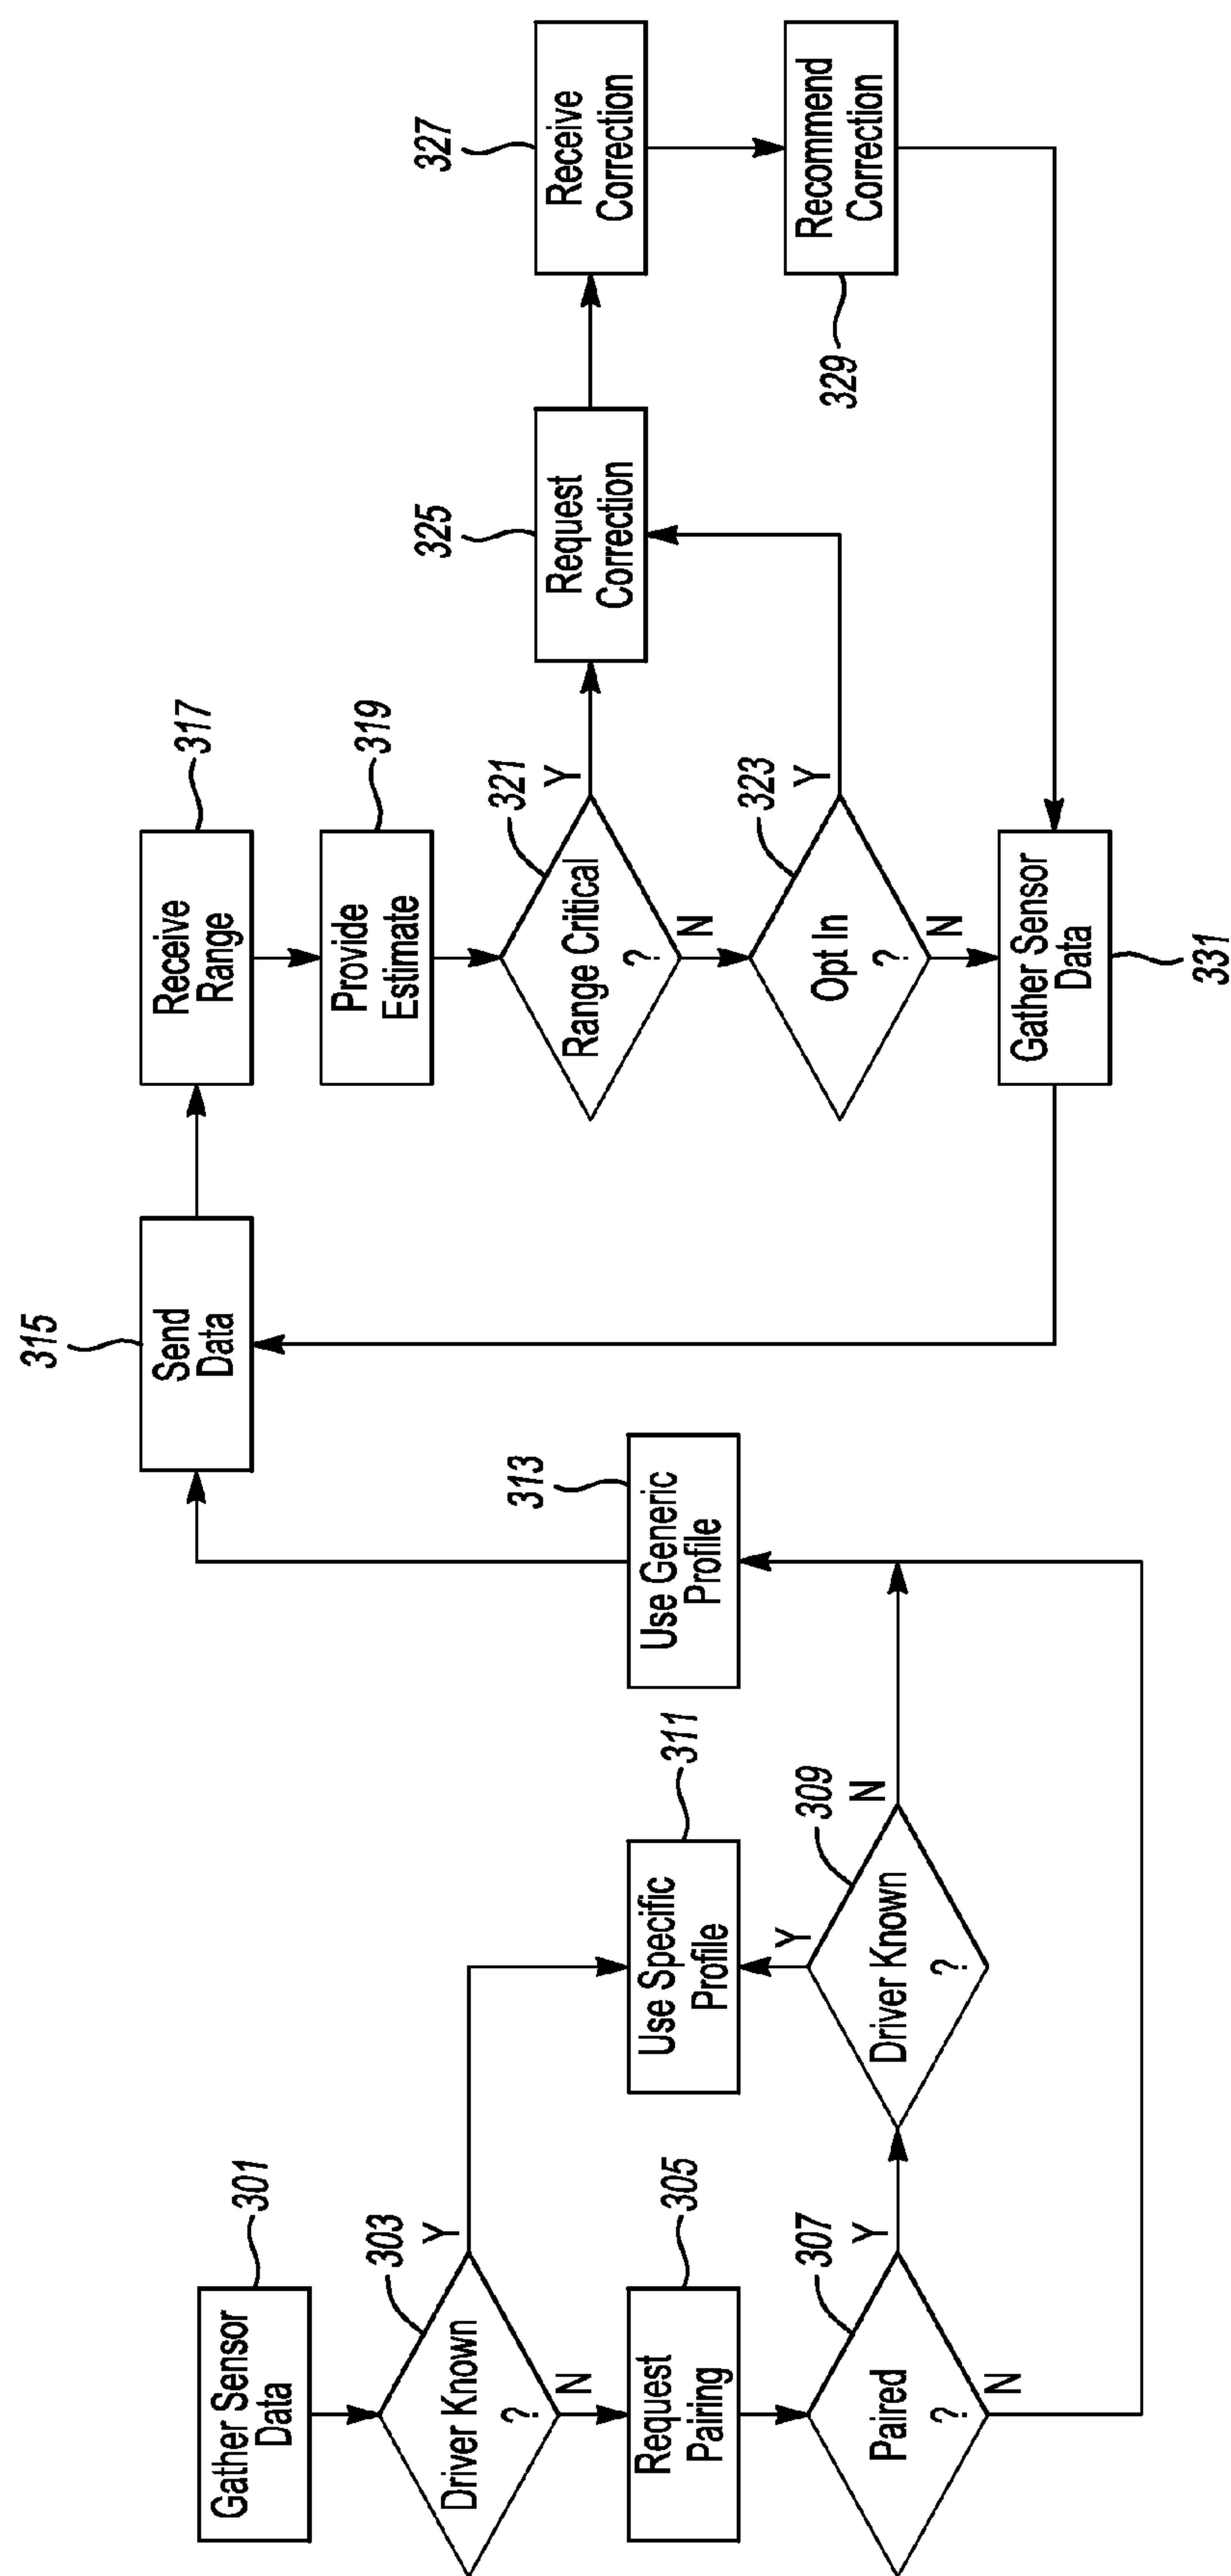 301
Gather Sensor
Data
303
Driver Known
?
Y
N
305
Request
Pairing
307
Paired
?
Y
N
309
Driver Known
?
Y
N
311
Use Specific
Profile
313
Use Generic
Profile
315
Send
Data
317
Receive
Range
319
Provide
Estimate
321
Range Critical
?
Y
N
323
Opt In
?
Y
N
325
Request
Correction
327
Receive
Correction
329
Recommend
Correction
Gather Sensor
Data
331